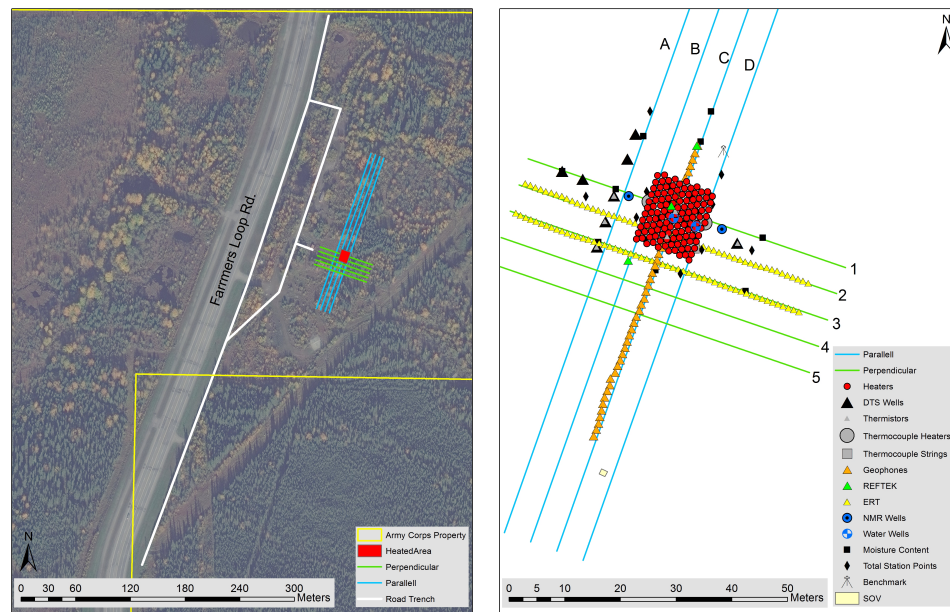 Farmers Loop Rd.
N
0 30 60 120 180 240 300
Meters
Army Corps Property
HeatedArea
Perpendicular
Parallell
Road Trench
N
A
B
C
D
1
2
3
4
5
0 5 10 20 30 40 50
Meters
Parallell
Perpendicular
Heaters
DTS Wells
Thermistors
Thermocouple Heaters
Thermocouple Strings
Geophones
REFTEK
ERT
NMR Wells
Water Wells
Moisture Content
Total Station Points
Benchmark
SOV